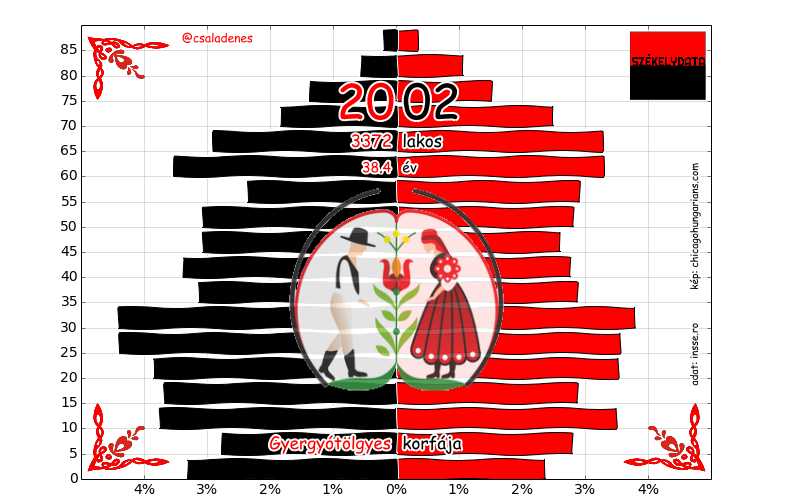 @csaladenes
SZÉKELYDATA
2002
3372 lakos
38.4 év
kép: chicagohungarians.com
adat: insse.ro
Gyergyótölgyes korfája
85
80
75
70
65
60
55
50
45
40
35
30
25
20
15
10
5
0
4% 3% 2% 1% 0% 1% 2% 3% 4%